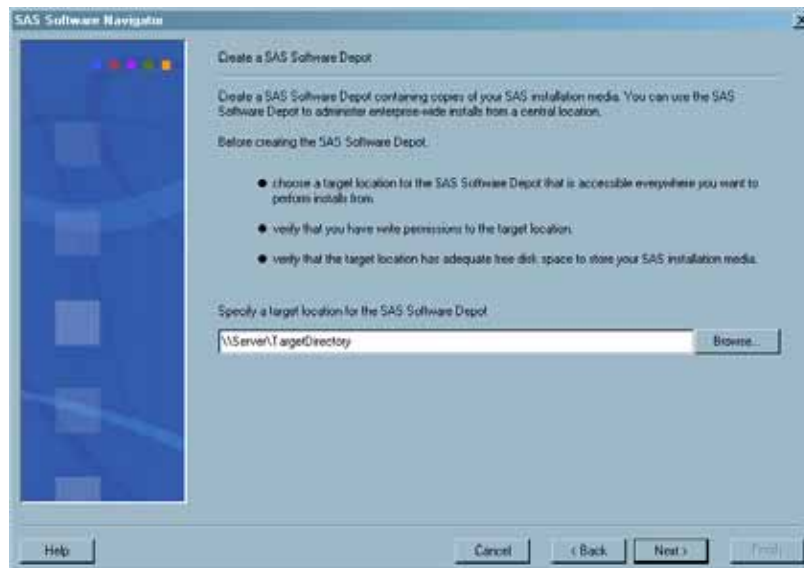 SAS Software Navigator
Create a SAS Software Depot
Create a SAS Software Depot containing copies of your SAS installation media. You can use the SAS
Software Depot to administer enterprise-wide installs from a central location.
Before creating the SAS Software Depot.
● choose a target location for the SAS Software Depot that is accessible everywhere you want to
perform installs from.
● verify that you have write permissions to the target location.
● verify that the target location has adequate free disk space to store your SAS installation media.
Specify a target location for the SAS Software Depot
\\Server\TargetDirectory
Browse...
Help
Cancel
< Back
Next >
Finish